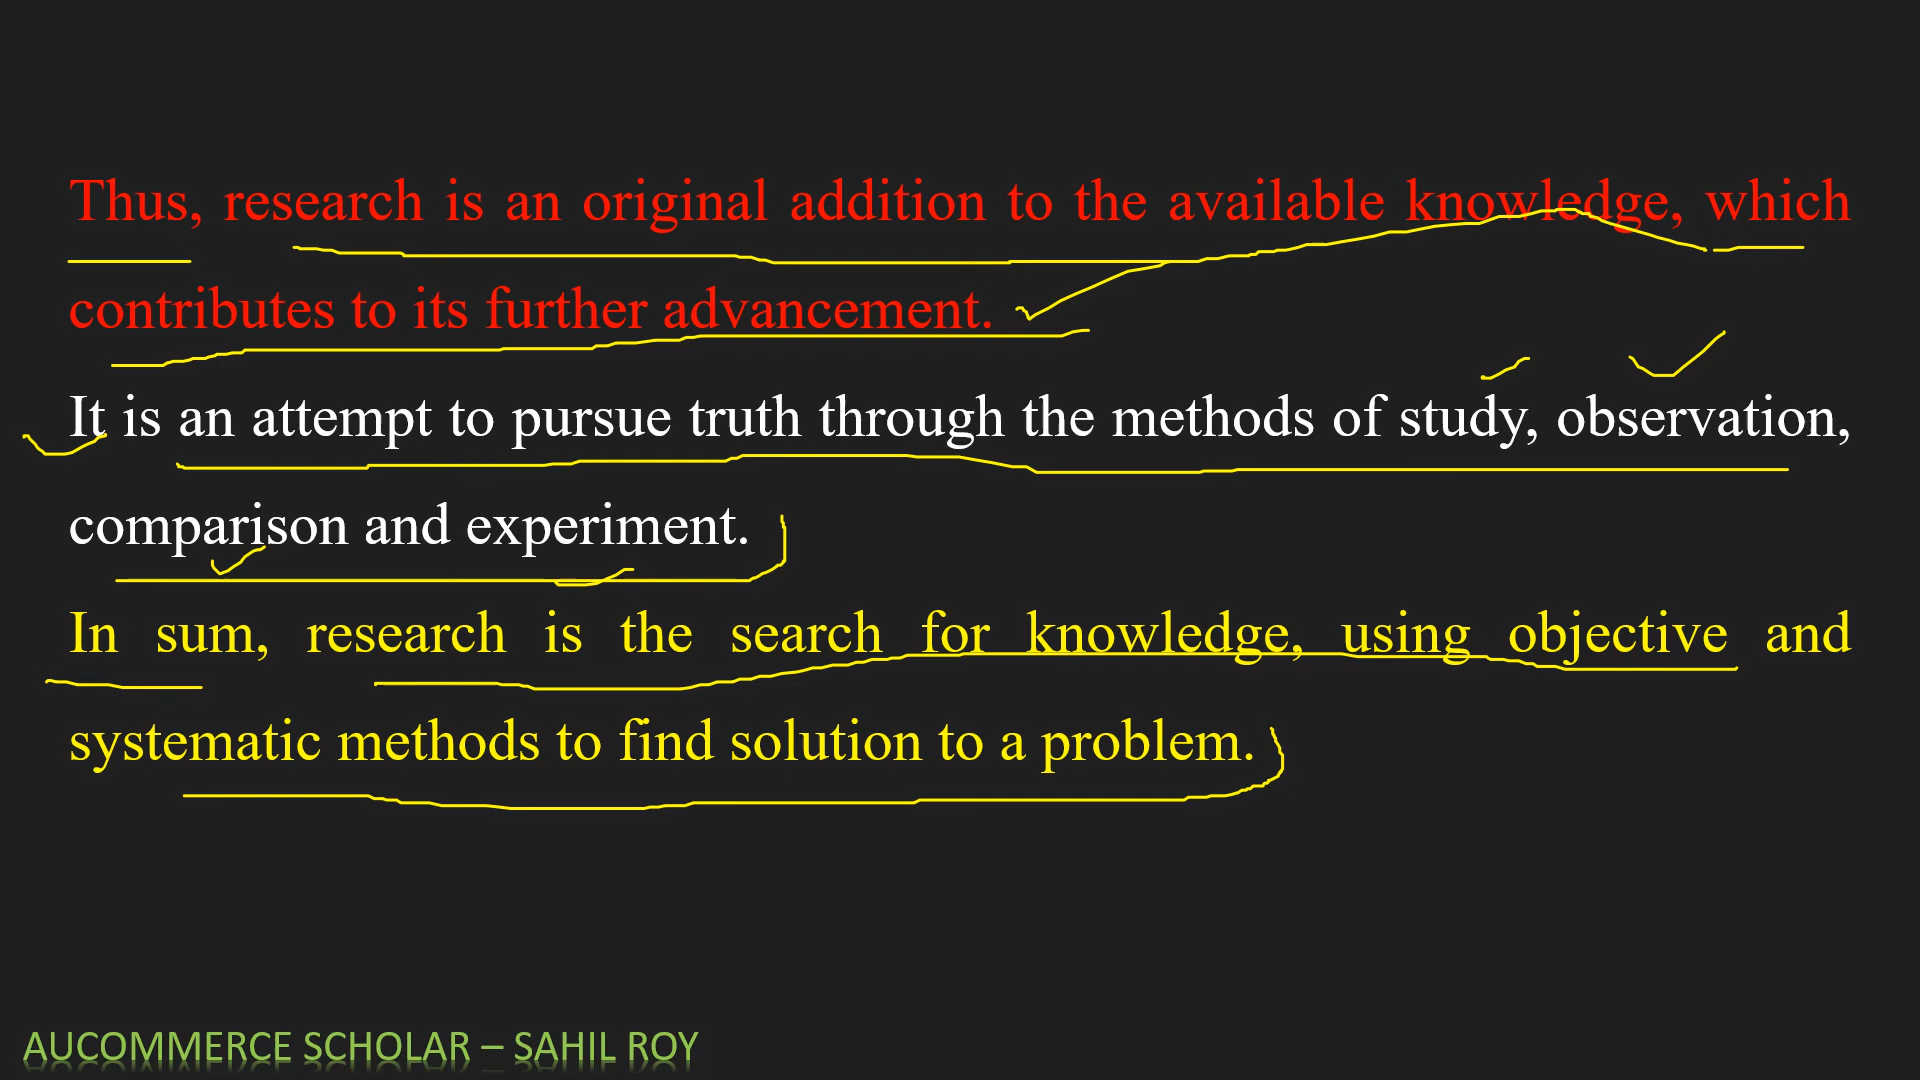 Thus, research is an original addition to the available knowledge, which
contributes to its further advancement.
It is an attempt to pursue truth through the methods of study, observation,
comparison and experiment.
In sum, research is the search for knowledge, using objective and
systematic methods to find solution to a problem.
AUCOMMERCE SCHOLAR – SAHIL ROY